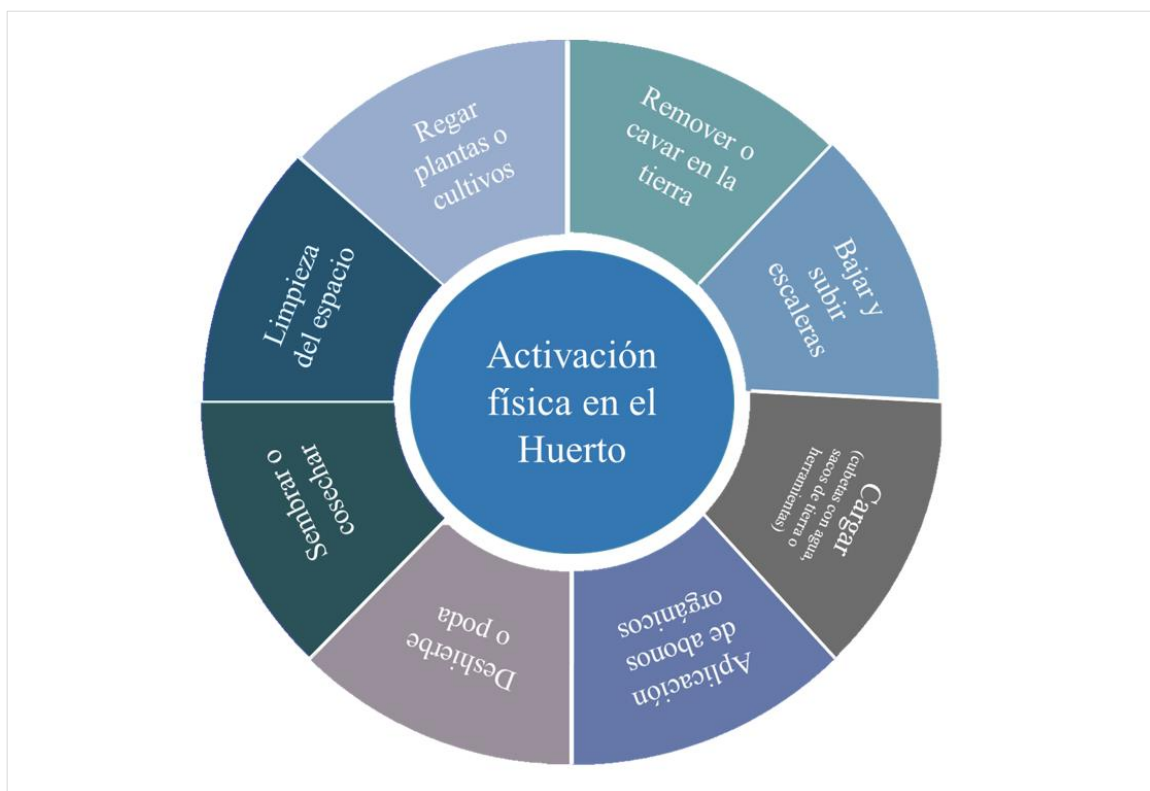 Activación
física en el
Huerto
Remover o
cavar en la
tierra
Bajar y
subir
escaleras
Cargar
(cubetas con agua,
sacos de tierra o
herramientas)
Aplicación
de abonos
orgánicos
Deshierbe
o poda
Sembrar o
cosechar
Limpieza
del espacio
Regar
plantas o
cultivos